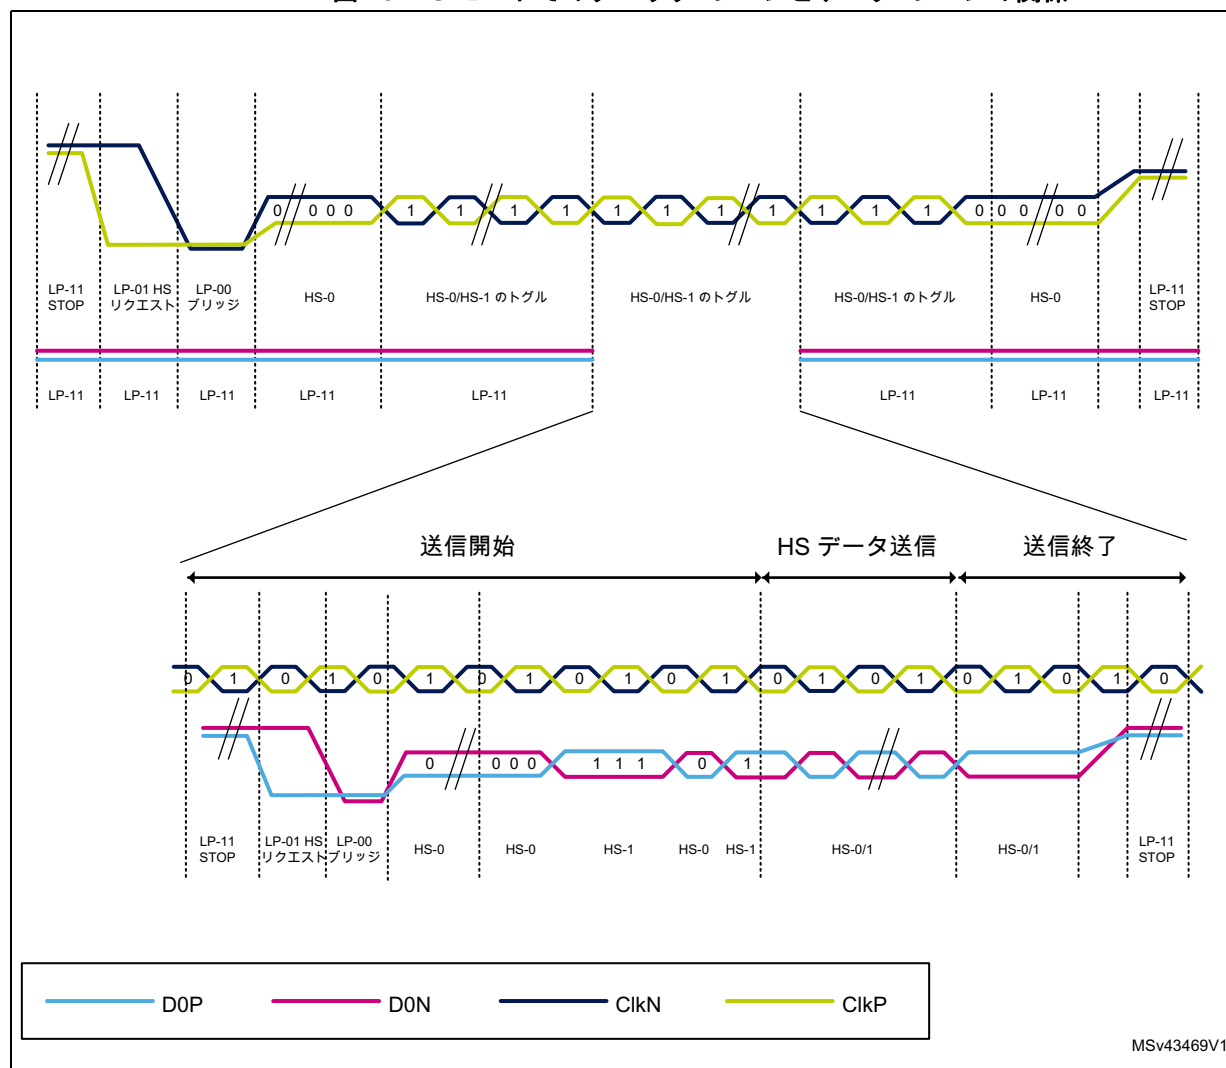 LP-11
STOP
LP-01 HS
リクエスト
LP-00
ブリッジ
HS-0
HS-0/HS-1 のトグル
HS-0/HS-1 のトグル
HS-0/HS-1 のトグル
HS-0
LP-11
STOP
0 0 0 0 1 1 1 1 1 1 1 1 1 1 1 0 0 0 0 0
LP-11 LP-11 LP-11 LP-11 LP-11 LP-11 LP-11 LP-11
送信開始 HS データ送信 送信終了
0 1 0 1 0 1 0 1 0 1 0 1 0 1 0 1 0 1 0 1 0
0 0 0 0 1 1 1 0 1
LP-11
STOP
LP-01 HS
リクエスト
LP-00
ブリッジ
HS-0
HS-0
HS-1
HS-0
HS-1
HS-0/1
HS-0/1
LP-11
STOP
D0P D0N ClkN ClkP
MSv43469V1